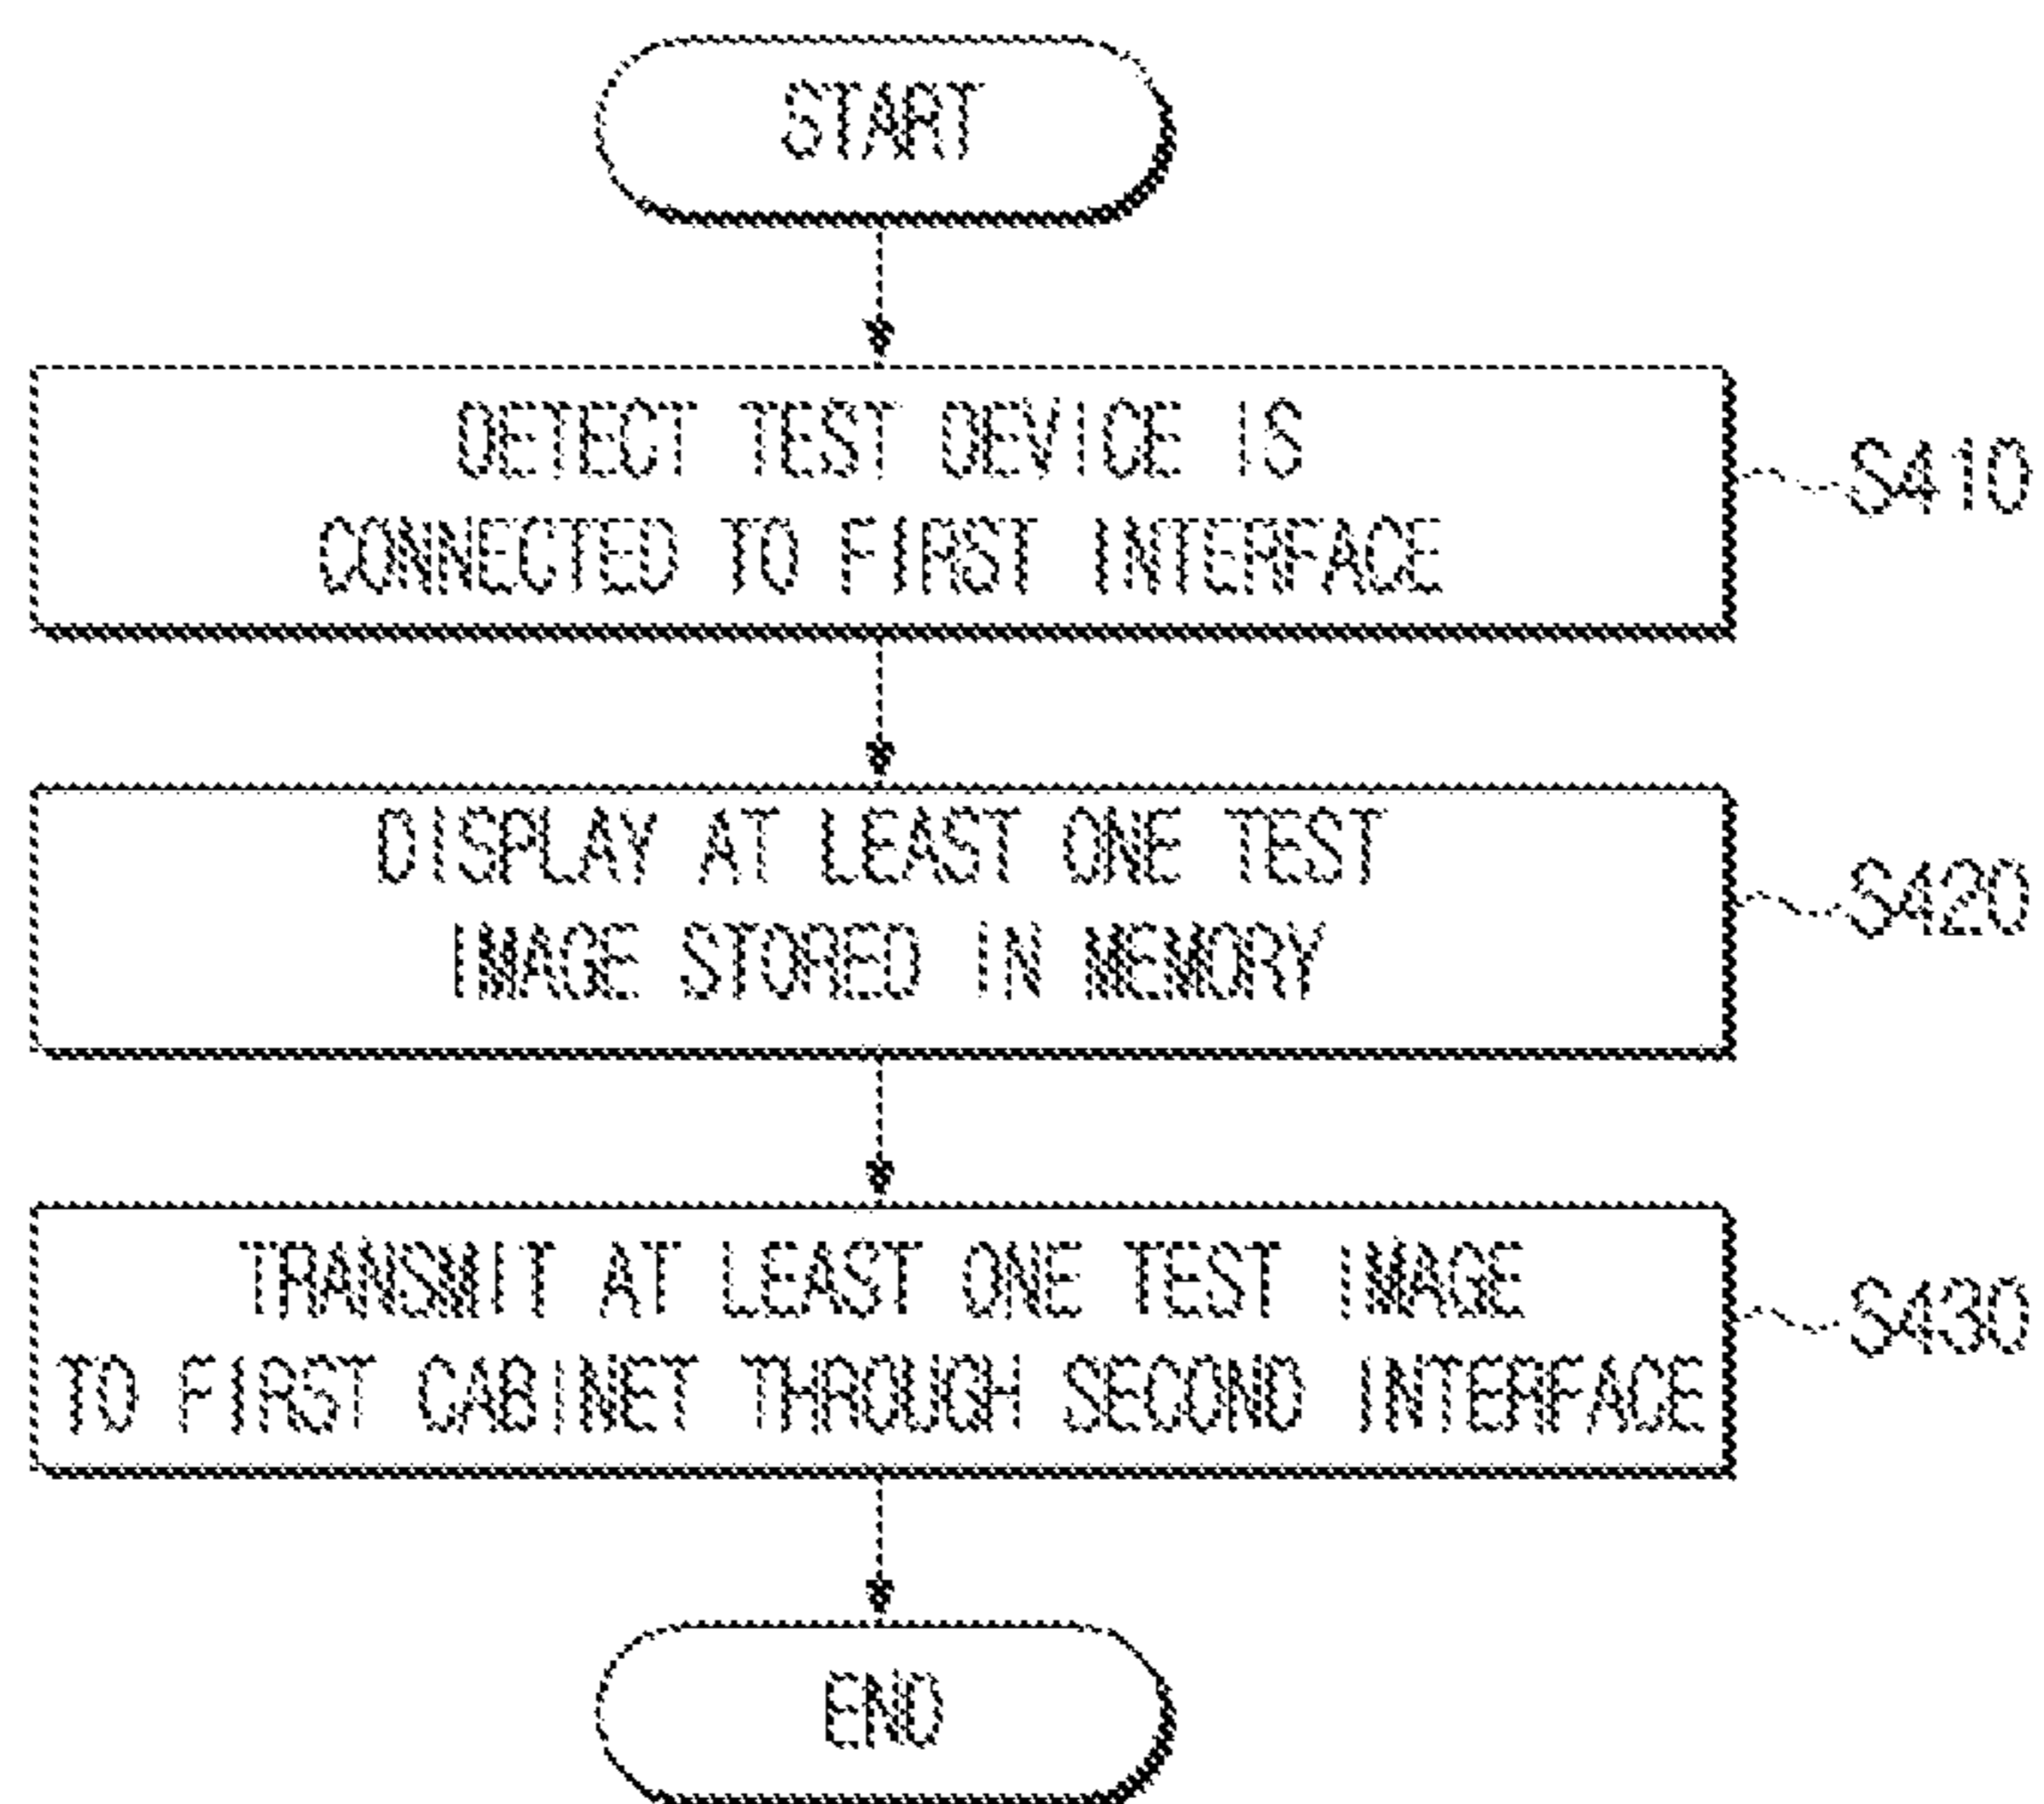 START
DETECT TEST DEVICE IS
CONNECTED TO FIRST INTERFACE
S410
DISPLAY AT LEAST ONE TEST
IMAGE STORED IN MEMORY
S420
TRANSMIT AT LEAST ONE TEST IMAGE
TO FIRST CABINET THROUGH SECOND INTERFACE
S430
END